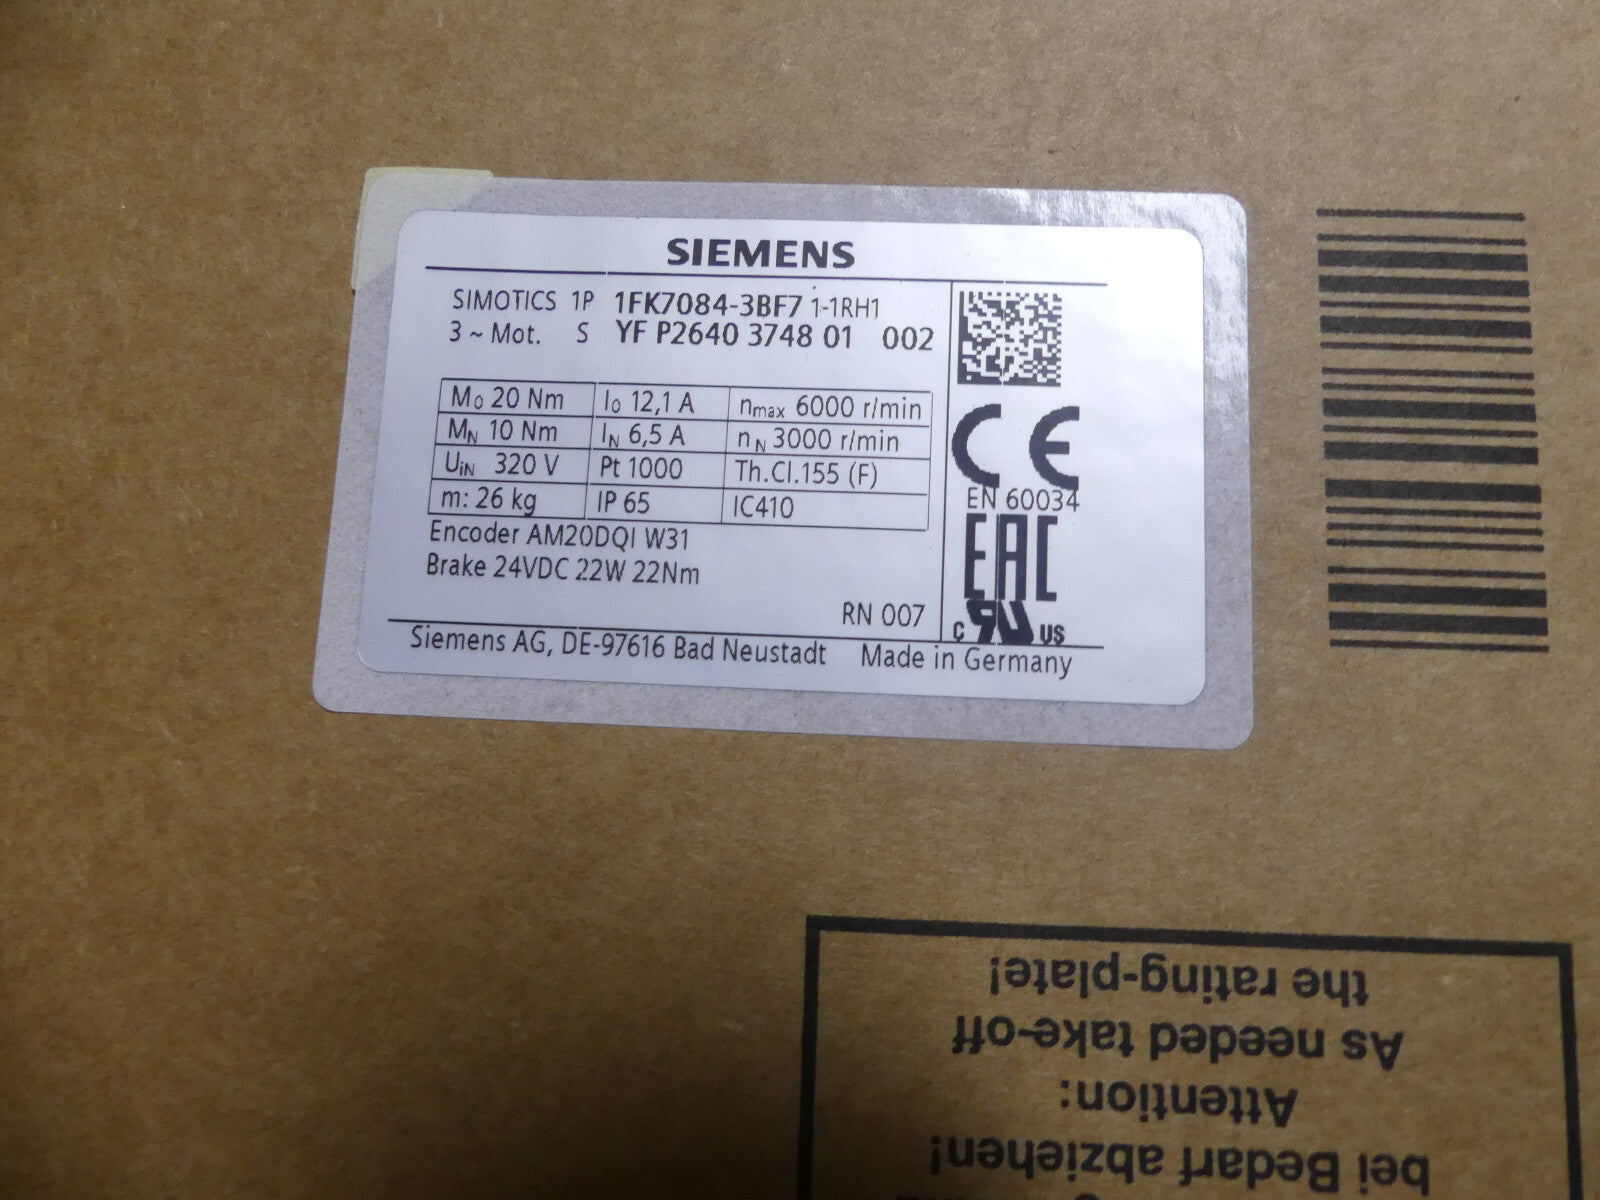 SIEMENS
SIMOTICS 1P 1FK7084-3BF7 1-1RH1
3 ~ Mot. S YF P2640 3748 01 002
M0 20 Nm I0 12,1 A nmax 6000 r/min
MN 10 Nm IN 6,5 A nN 3000 r/min
UiN 320 V Pt 1000 Th.Cl.155 (F)
m: 26 kg IP 65 IC410
Encoder AM20DQI W31
Brake 24VDC 22W 22Nm
RN 007
CE
EN 60034
EAC
c RU US
Siemens AG, DE-97616 Bad Neustadt Made in Germany
bei Bedarf abziehen!
Attention:
As needed take-off
the rating-plate!